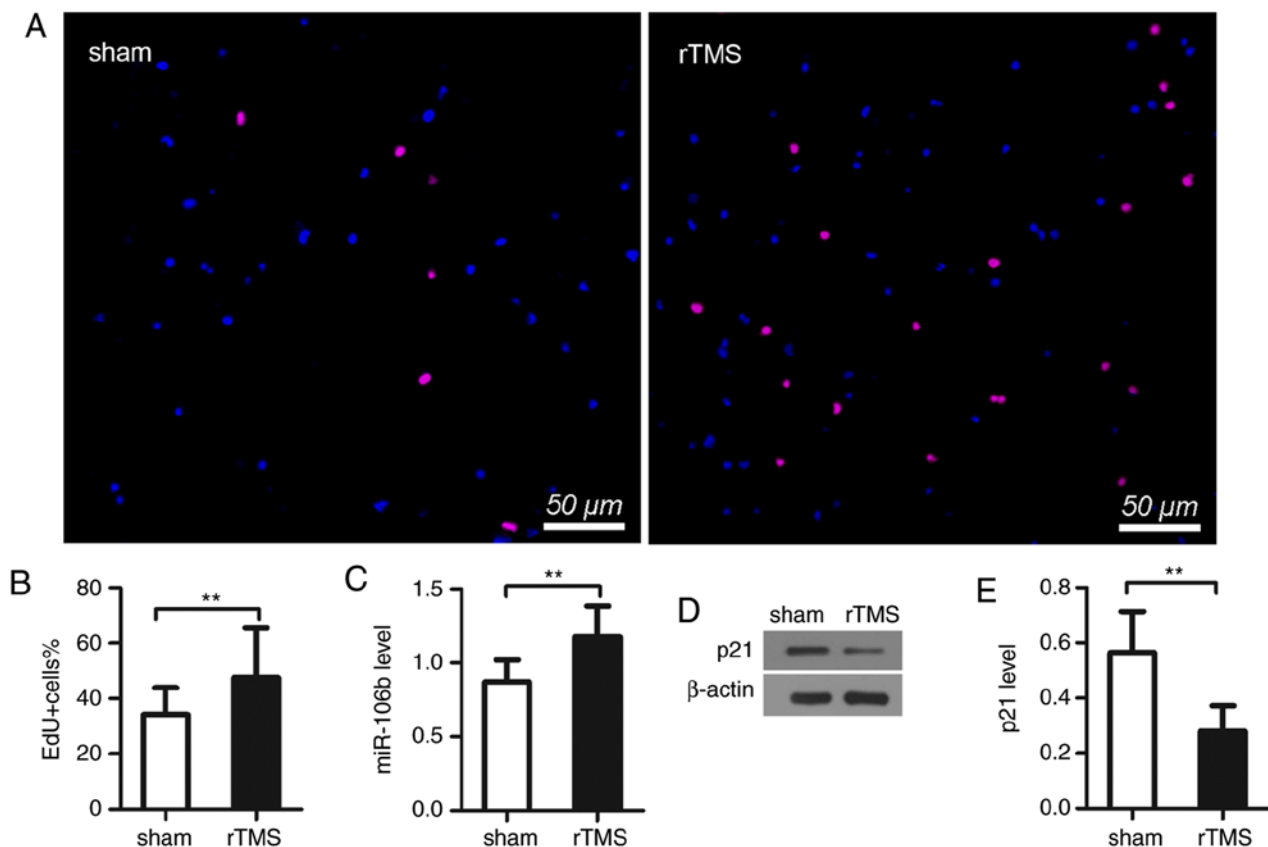 A
sham
rTMS
50 μm
50 μm
B
EdU+cells%
80
60
40
20
0
**
sham
rTMS
C
miR-106b level
1.5
1.0
0.5
0.0
**
sham
rTMS
D
sham rTMS
p21
β-actin
E
p21 level
0.8
0.6
0.4
0.2
0.0
**
sham
rTMS